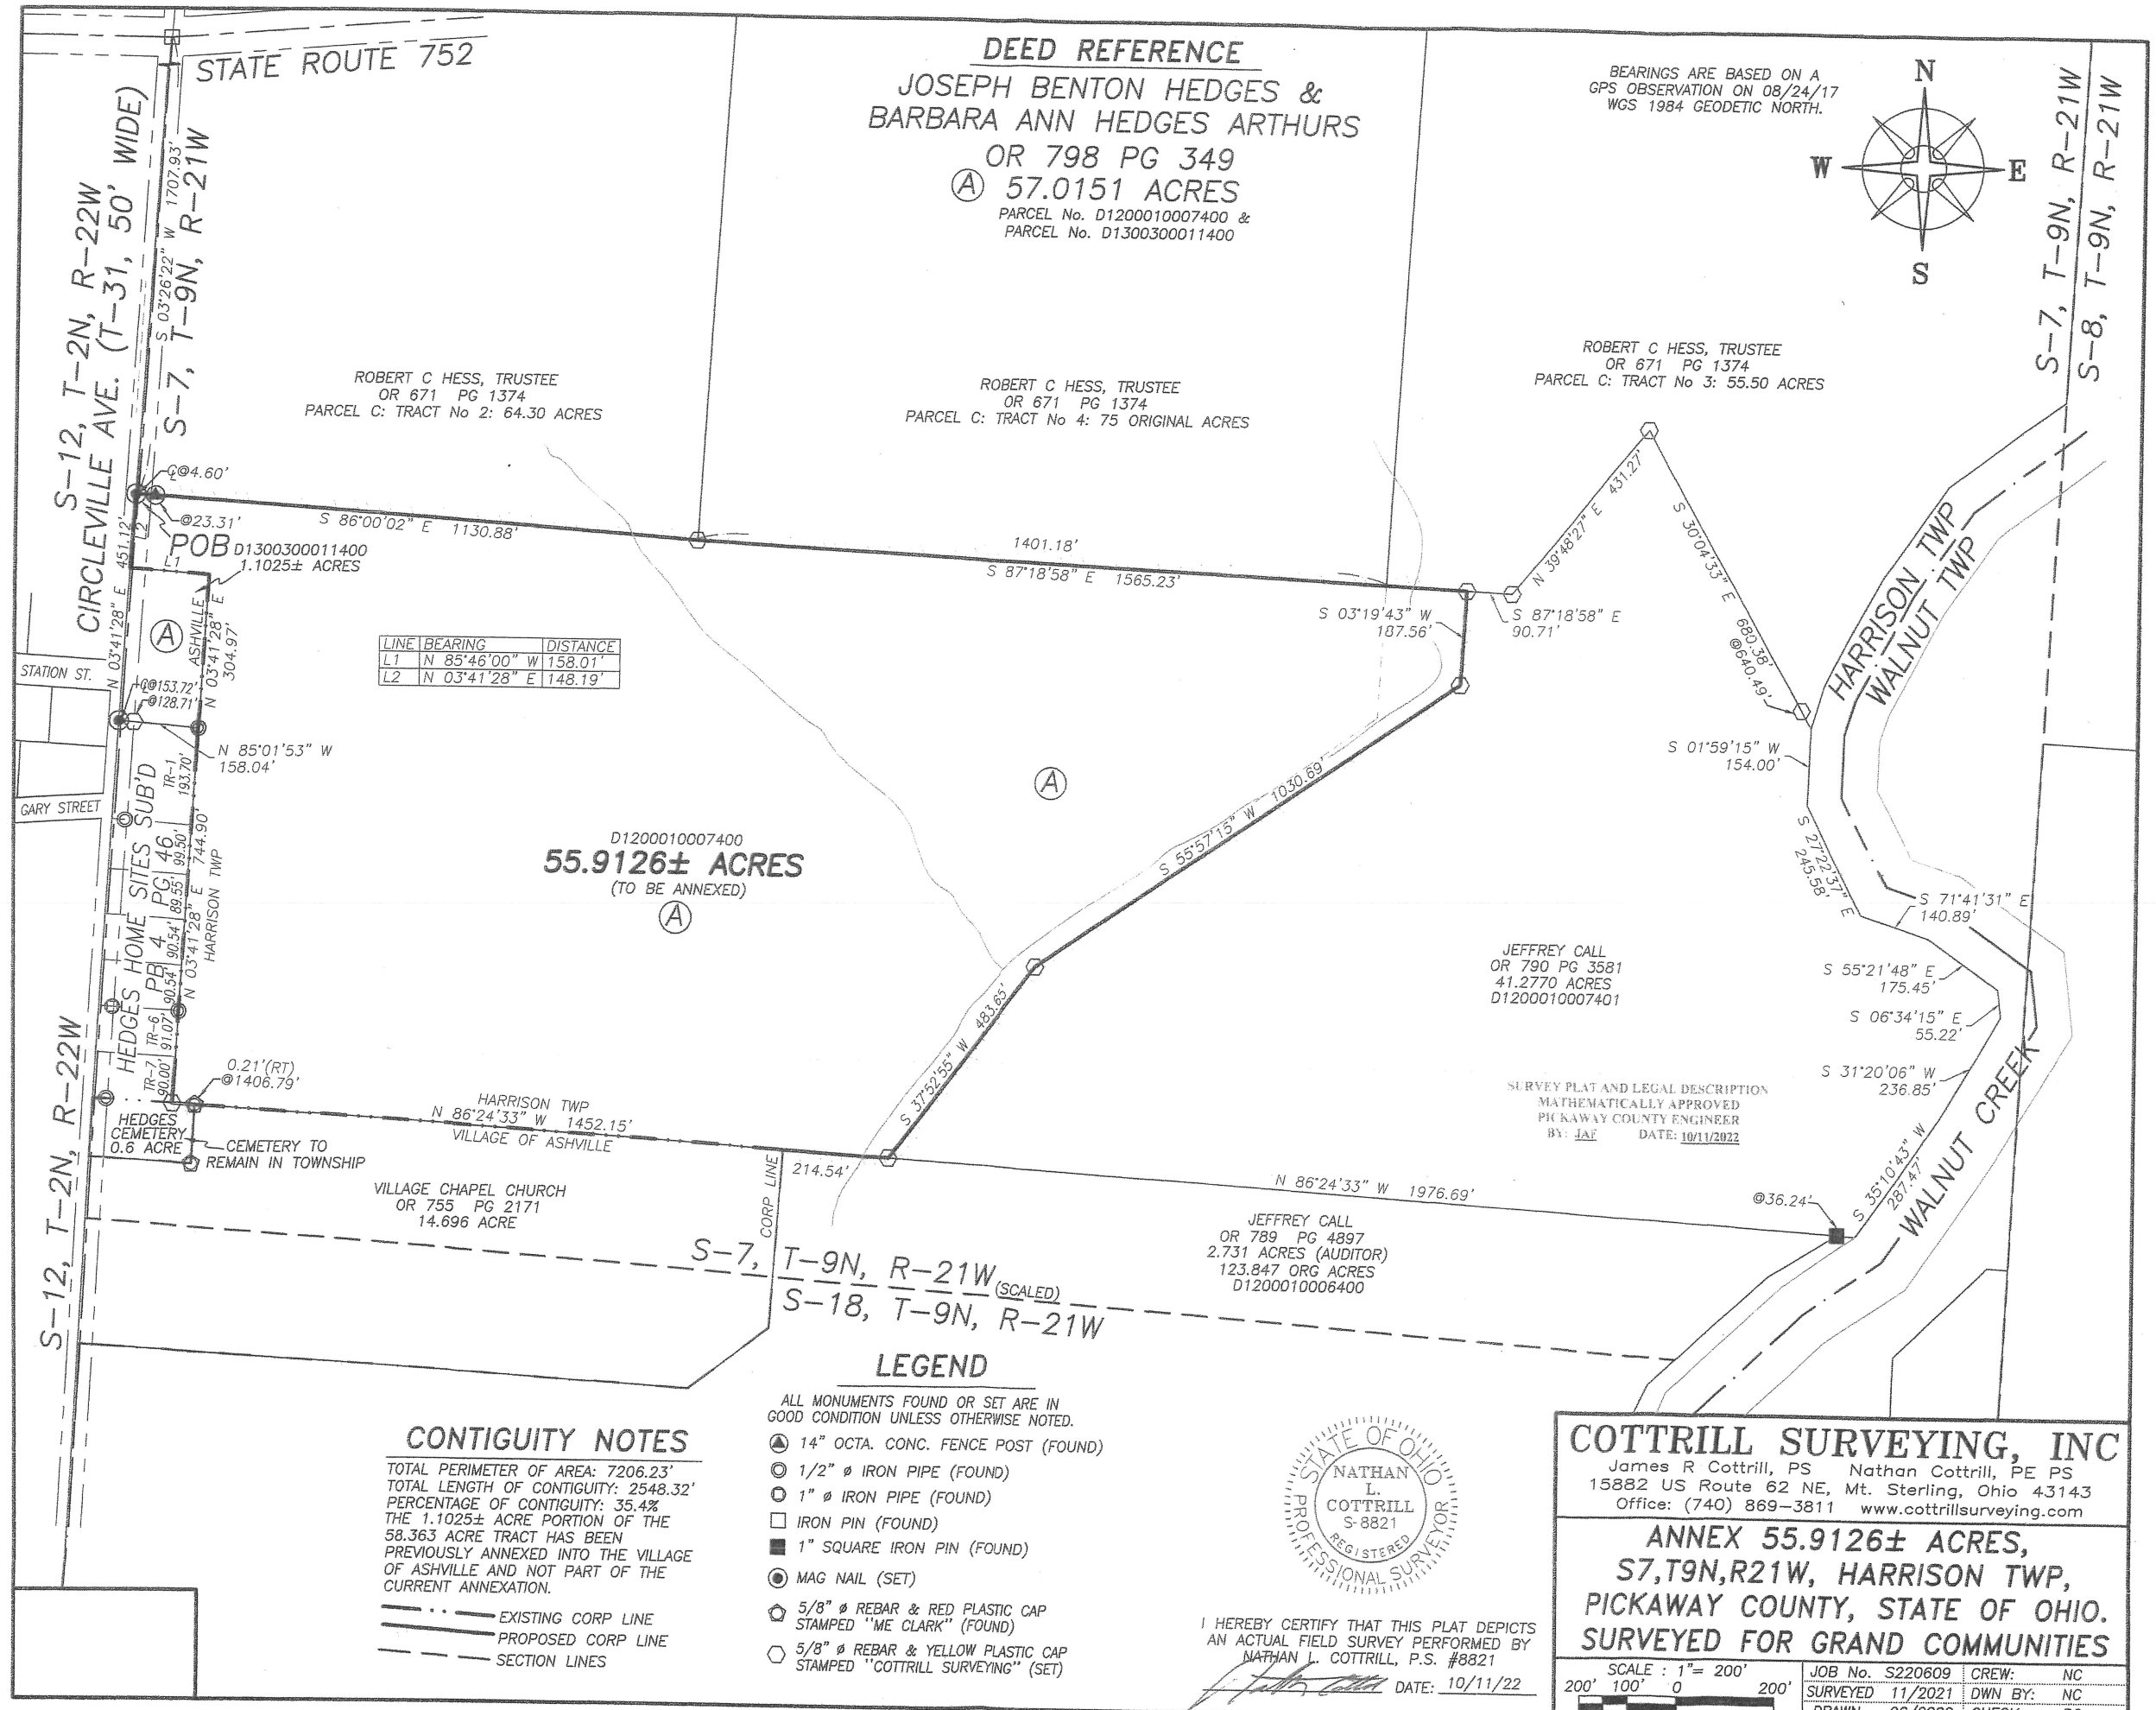 STATE ROUTE 752
DEED REFERENCE
JOSEPH BENTON HEDGES &
BARBARA ANN HEDGES ARTHURS
OR 798 PG 349
(A) 57.0151 ACRES
PARCEL No. D1200010007400 &
PARCEL No. D1300300011400
BEARINGS ARE BASED ON A
GPS OBSERVATION ON 08/24/17
WGS 1984 GEODETIC NORTH.
N
W
E
S
S-7, T-9N, R-21W
S-8, T-9N, R-21W
S-12, T-2N, R-22W
CIRCLEVILLE AVE. (T-31, 50' WIDE)
S 03°26'22" W 1707.93'
S-7, T-9N, R-21W
ROBERT C HESS, TRUSTEE
OR 671 PG 1374
PARCEL C: TRACT No 2: 64.30 ACRES
ROBERT C HESS, TRUSTEE
OR 671 PG 1374
PARCEL C: TRACT No 4: 75 ORIGINAL ACRES
ROBERT C HESS, TRUSTEE
OR 671 PG 1374
PARCEL C: TRACT No 3: 55.50 ACRES
℄@4.60'
@23.31'
POB
D1300300011400
1.1025± ACRES
L2
L1
N 03°41'28" E 451.12'
S 86°00'02" E 1130.88'
1401.18'
S 87°18'58" E 1565.23'
S 03°19'43" W
187.56'
S 87°18'58" E
90.71'
N 39°48'27" E 431.27'
S 30°04'33" E 680.38'
@640.49'
HARRISON TWP
WALNUT TWP
ASHVILLE
N 03°41'28" E
304.97'
(A)
LINE BEARING DISTANCE
L1 N 85°46'00" W 158.01'
L2 N 03°41'28" E 148.19'
STATION ST.
℄@153.72'
@128.71'
N 85°01'53" W
158.04'
GARY STREET
HEDGES HOME SITES SUB'D
PB 4 PG 46
TR-1
193.70'
99.50'
89.55'
90.54'
90.54'
TR-6
91.07'
TR-7
90.00'
N 03°41'28" E 744.90'
HARRISON TWP
S 01°59'15" W
154.00'
S 27°22'37" E
245.58'
S 71°41'31" E
140.89'
S 55°21'48" E
175.45'
S 06°34'15" E
55.22'
S 31°20'06" W
236.85'
S 35°10'43" W
287.47'
WALNUT CREEK
(A)
S 55°57'15" W 1030.69'
D1200010007400
55.9126± ACRES
(TO BE ANNEXED)
(A)
JEFFREY CALL
OR 790 PG 3581
41.2770 ACRES
D1200010007401
S 37°52'55" W 483.65'
0.21'(RT)
@1406.79'
HARRISON TWP
N 86°24'33" W 1452.15'
VILLAGE OF ASHVILLE
HEDGES
CEMETERY
0.6 ACRE
CEMETERY TO
REMAIN IN TOWNSHIP
S-12, T-2N, R-22W
SURVEY PLAT AND LEGAL DESCRIPTION
MATHEMATICALLY APPROVED
PICKAWAY COUNTY ENGINEER
BY: JAF DATE: 10/11/2022
VILLAGE CHAPEL CHURCH
OR 755 PG 2171
14.696 ACRE
CORP LINE
214.54'
N 86°24'33" W 1976.69'
@36.24'
JEFFREY CALL
OR 789 PG 4897
2.731 ACRES (AUDITOR)
123.847 ORG ACRES
D1200010006400
S-7, T-9N, R-21W (SCALED)
S-18, T-9N, R-21W
CONTIGUITY NOTES
TOTAL PERIMETER OF AREA: 7206.23'
TOTAL LENGTH OF CONTIGUITY: 2548.32'
PERCENTAGE OF CONTIGUITY: 35.4%
THE 1.1025± ACRE PORTION OF THE
58.363 ACRE TRACT HAS BEEN
PREVIOUSLY ANNEXED INTO THE VILLAGE
OF ASHVILLE AND NOT PART OF THE
CURRENT ANNEXATION.
EXISTING CORP LINE
PROPOSED CORP LINE
SECTION LINES
LEGEND
ALL MONUMENTS FOUND OR SET ARE IN
GOOD CONDITION UNLESS OTHERWISE NOTED.
14" OCTA. CONC. FENCE POST (FOUND)
1/2" ø IRON PIPE (FOUND)
1" ø IRON PIPE (FOUND)
IRON PIN (FOUND)
1" SQUARE IRON PIN (FOUND)
MAG NAIL (SET)
5/8" ø REBAR & RED PLASTIC CAP
STAMPED "ME CLARK" (FOUND)
5/8" ø REBAR & YELLOW PLASTIC CAP
STAMPED "COTTRILL SURVEYING" (SET)
STATE OF OHIO
NATHAN
L.
COTTRILL
S-8821
REGISTERED
PROFESSIONAL SURVEYOR
I HEREBY CERTIFY THAT THIS PLAT DEPICTS
AN ACTUAL FIELD SURVEY PERFORMED BY
NATHAN L. COTTRILL, P.S. #8821
DATE: 10/11/22
COTTRILL SURVEYING, INC
James R Cottrill, PS Nathan Cottrill, PE PS
15882 US Route 62 NE, Mt. Sterling, Ohio 43143
Office: (740) 869-3811 www.cottrillsurveying.com
ANNEX 55.9126± ACRES,
S7,T9N,R21W, HARRISON TWP,
PICKAWAY COUNTY, STATE OF OHIO.
SURVEYED FOR GRAND COMMUNITIES
SCALE : 1"= 200'
200' 100' 0 200'
JOB No. S220609 CREW: NC
SURVEYED 11/2021 DWN BY: NC